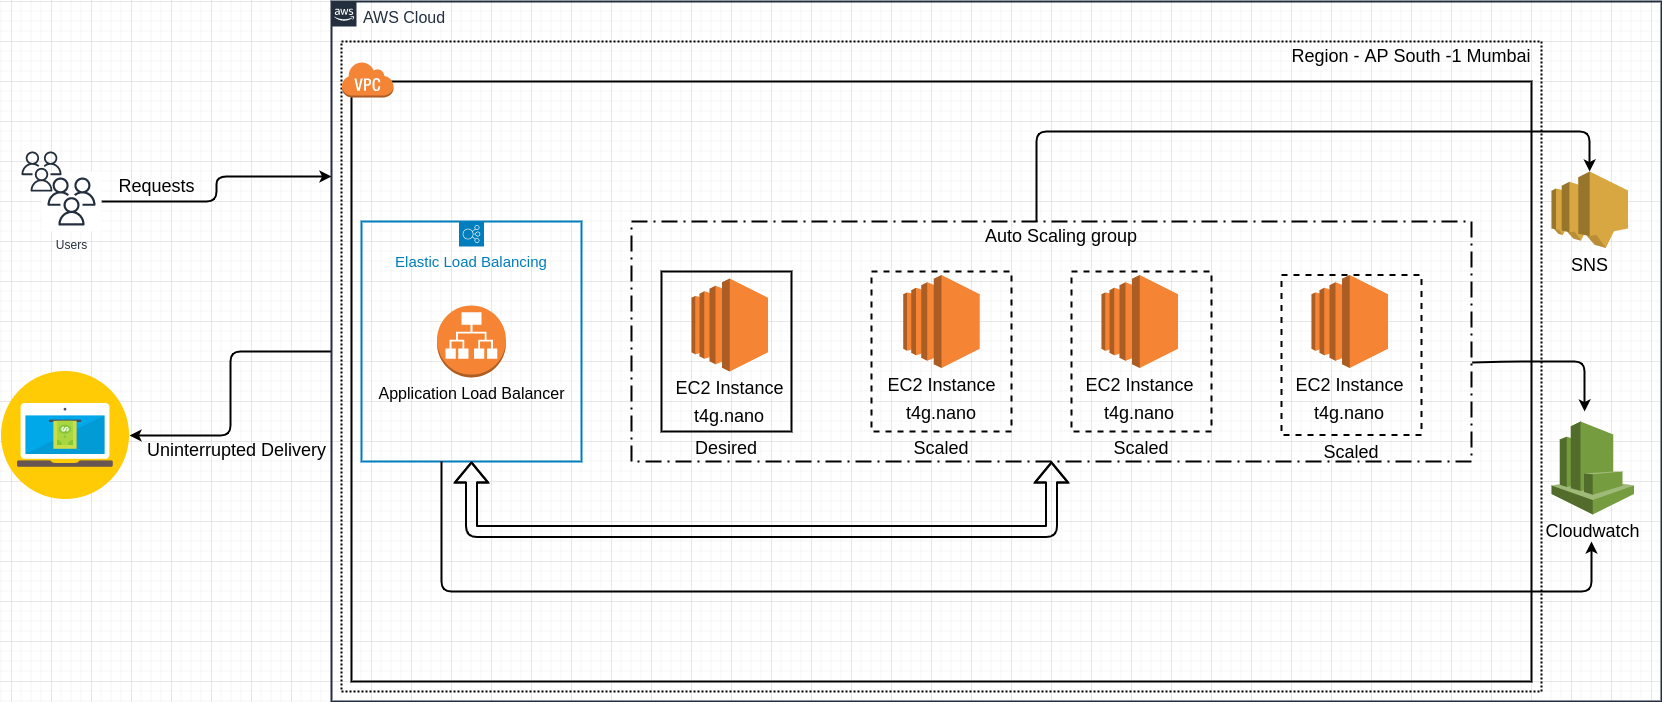 aws
AWS Cloud
Region - AP South -1 Mumbai
VPC
Requests
Users
Auto Scaling group
Elastic Load Balancing
SNS
Application Load Balancer
EC2 Instance
t4g.nano
Desired
EC2 Instance
t4g.nano
Scaled
EC2 Instance
t4g.nano
Scaled
EC2 Instance
t4g.nano
Scaled
Uninterrupted Delivery
Cloudwatch